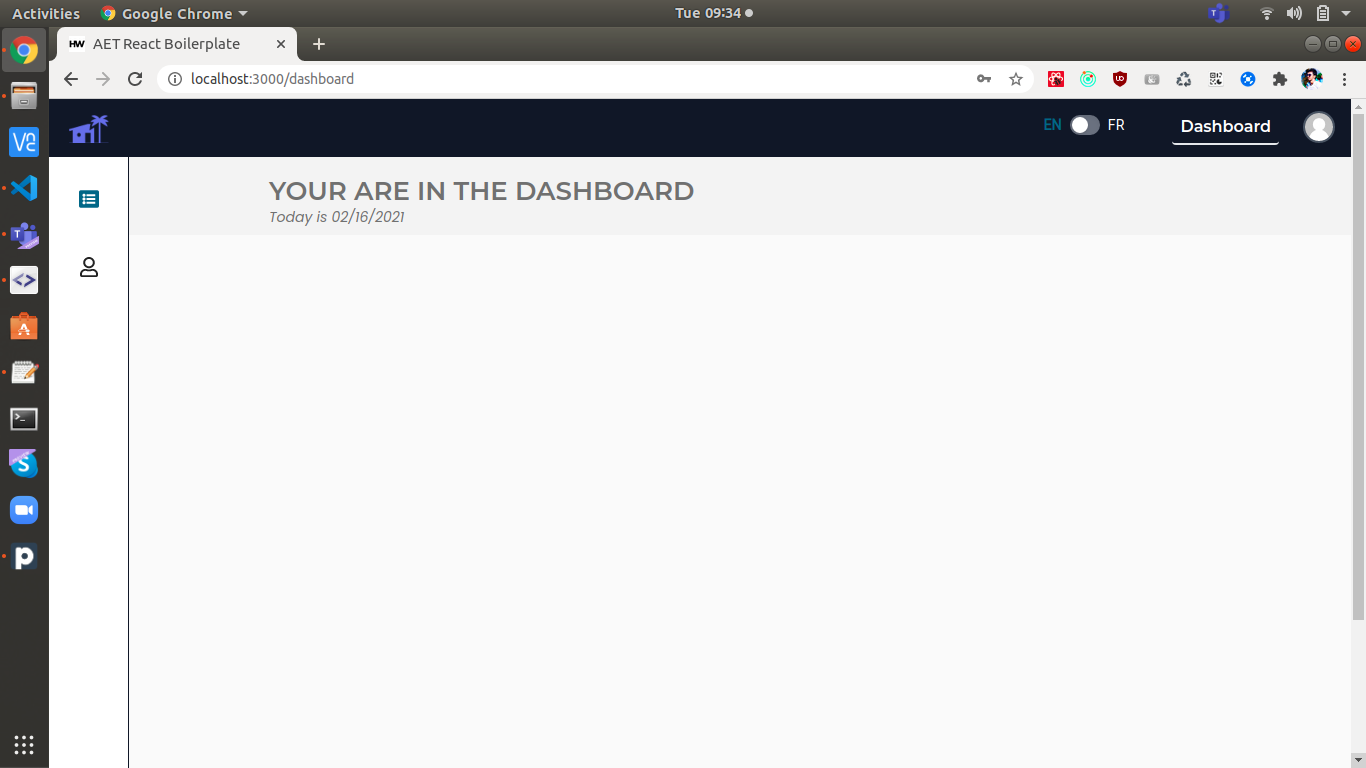 Activities
Google Chrome
Tue 09:34
HW AET React Boilerplate
localhost:3000/dashboard
EN FR Dashboard
YOUR ARE IN THE DASHBOARD
Today is 02/16/2021